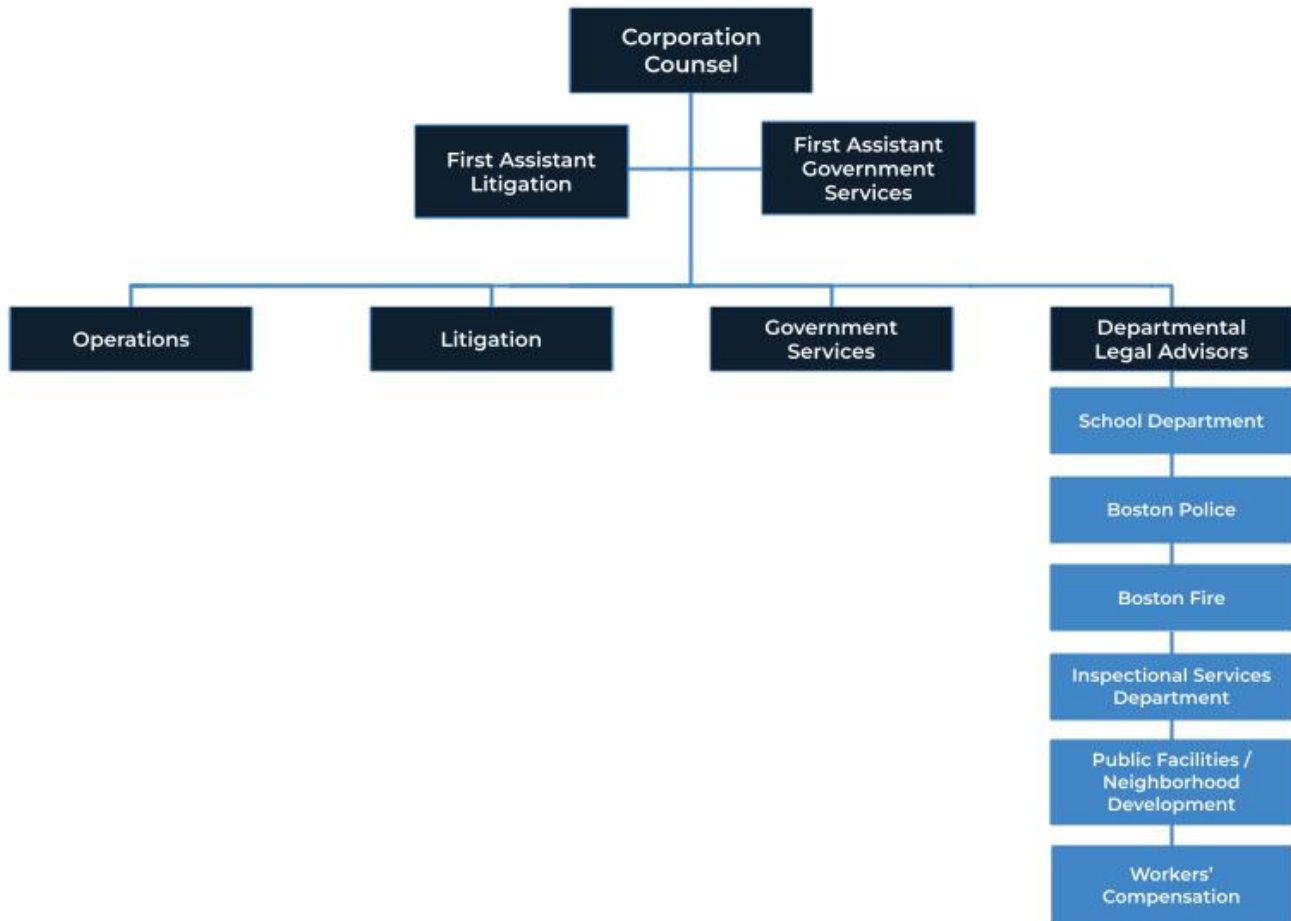 Corporation
Counsel
First Assistant
Litigation
First Assistant
Government
Services
Operations
Litigation
Government
Services
Departmental
Legal Advisors
School Department
Boston Police
Boston Fire
Inspectional Services
Department
Public Facilities /
Neighborhood
Development
Workers’
Compensation